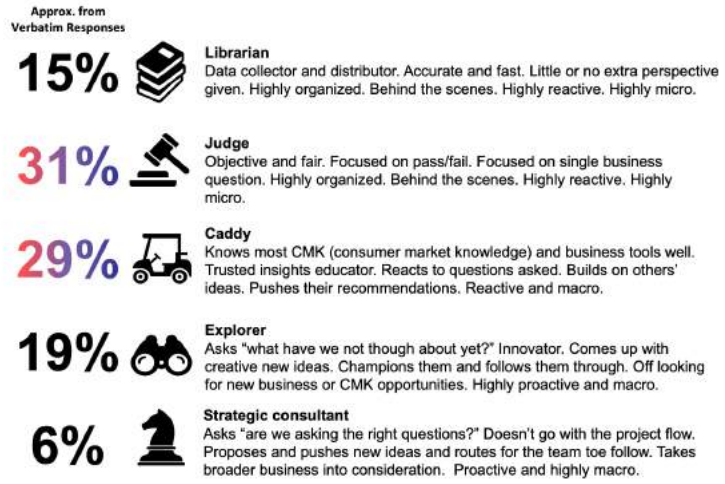 Approx. from
Verbatim Responses
15%
Librarian
Data collector and distributor. Accurate and fast. Little or no extra perspective
given. Highly organized. Behind the scenes. Highly reactive. Highly micro.
31%
Judge
Objective and fair. Focused on pass/fail. Focused on single business
question. Highly organized. Behind the scenes. Highly reactive. Highly
micro.
29%
Caddy
Knows most CMK (consumer market knowledge) and business tools well.
Trusted insights educator. Reacts to questions asked. Builds on others'
ideas. Pushes their recommendations. Reactive and macro.
19%
Explorer
Asks “what have we not though about yet?” Innovator. Comes up with
creative new ideas. Champions them and follows them through. Off looking
for new business or CMK opportunities. Highly proactive and macro.
6%
Strategic consultant
Asks “are we asking the right questions?” Doesn't go with the project flow.
Proposes and pushes new ideas and routes for the team toe follow. Takes
broader business into consideration.  Proactive and highly macro.